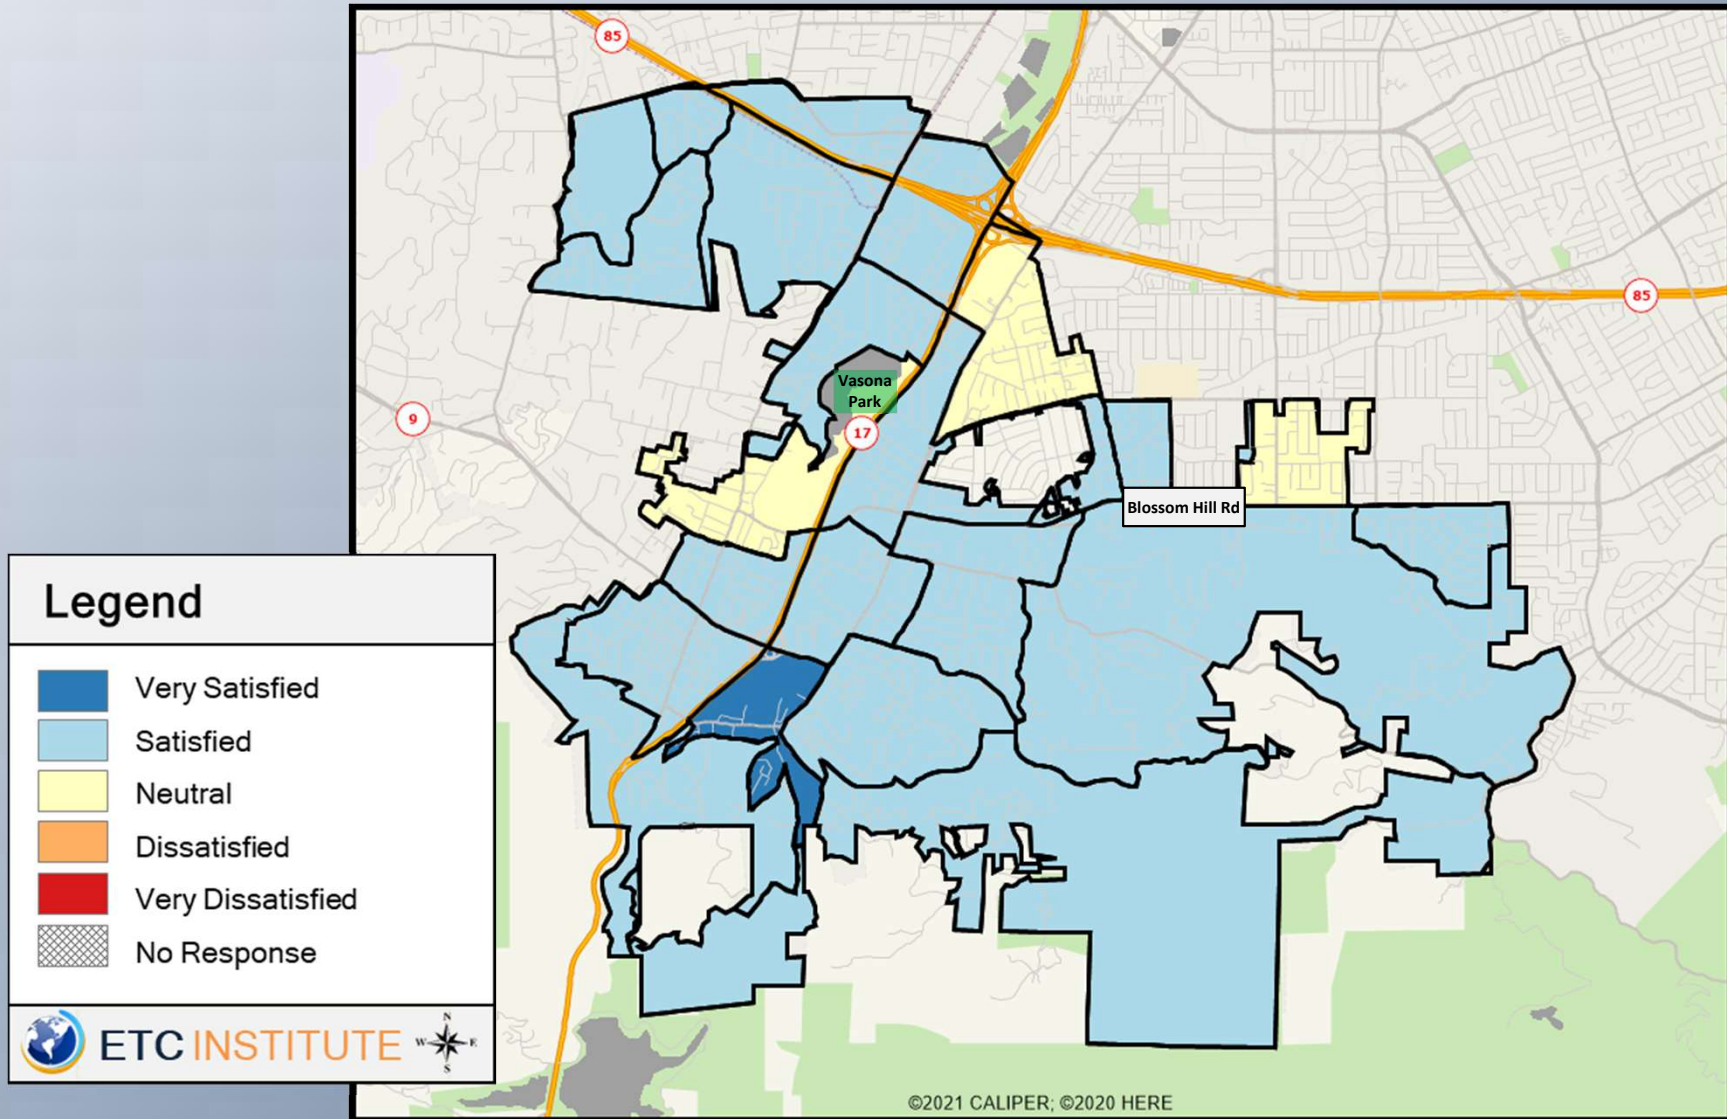 85
85
9
Vasona
Park
17
Blossom Hill Rd
Legend
Very Satisfied
Satisfied
Neutral
Dissatisfied
Very Dissatisfied
No Response
ETC INSTITUTE
N
W E
S
©2021 CALIPER; ©2020 HERE